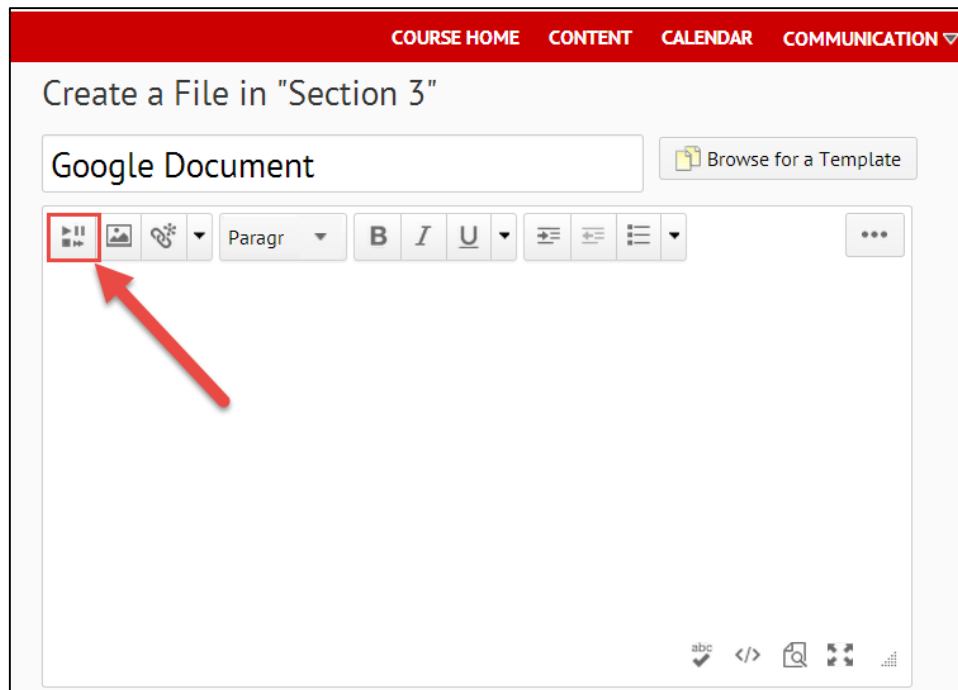 COURSE HOME CONTENT CALENDAR COMMUNICATION
Create a File in "Section 3"
Google Document Browse for a Template
Paragr B I U
abc </>